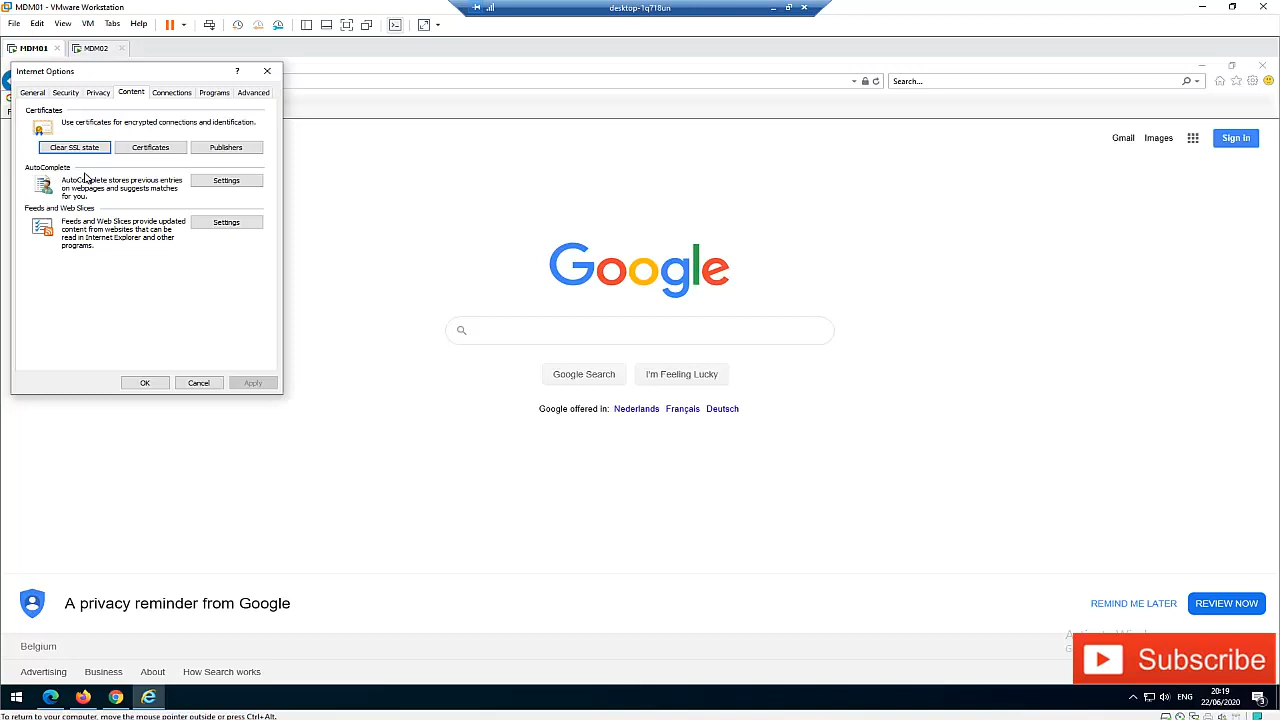 MDM01 - VMware Workstation
desktop-1q718un
File Edit View VM Tabs Help
MDM01 MDM02
Internet Options
General Security Privacy Content Connections Programs Advanced
Search...
Certificates
Use certificates for encrypted connections and identification.
Clear SSL state Certificates Publishers
AutoComplete
AutoComplete stores previous entries
on webpages and suggests matches
for you.
Settings
Feeds and Web Slices
Feeds and Web Slices provide updated
content from websites that can be
read in Internet Explorer and other
programs.
Settings
OK Cancel Apply
Gmail Images Sign in
Google
Google Search I'm Feeling Lucky
Google offered in: Nederlands Français Deutsch
A privacy reminder from Google
REMIND ME LATER REVIEW NOW
Belgium
Advertising Business About How Search works
Subscribe
ENG
20:19
22/06/2020
3
To return to your computer, move the mouse pointer outside or press Ctrl+Alt.